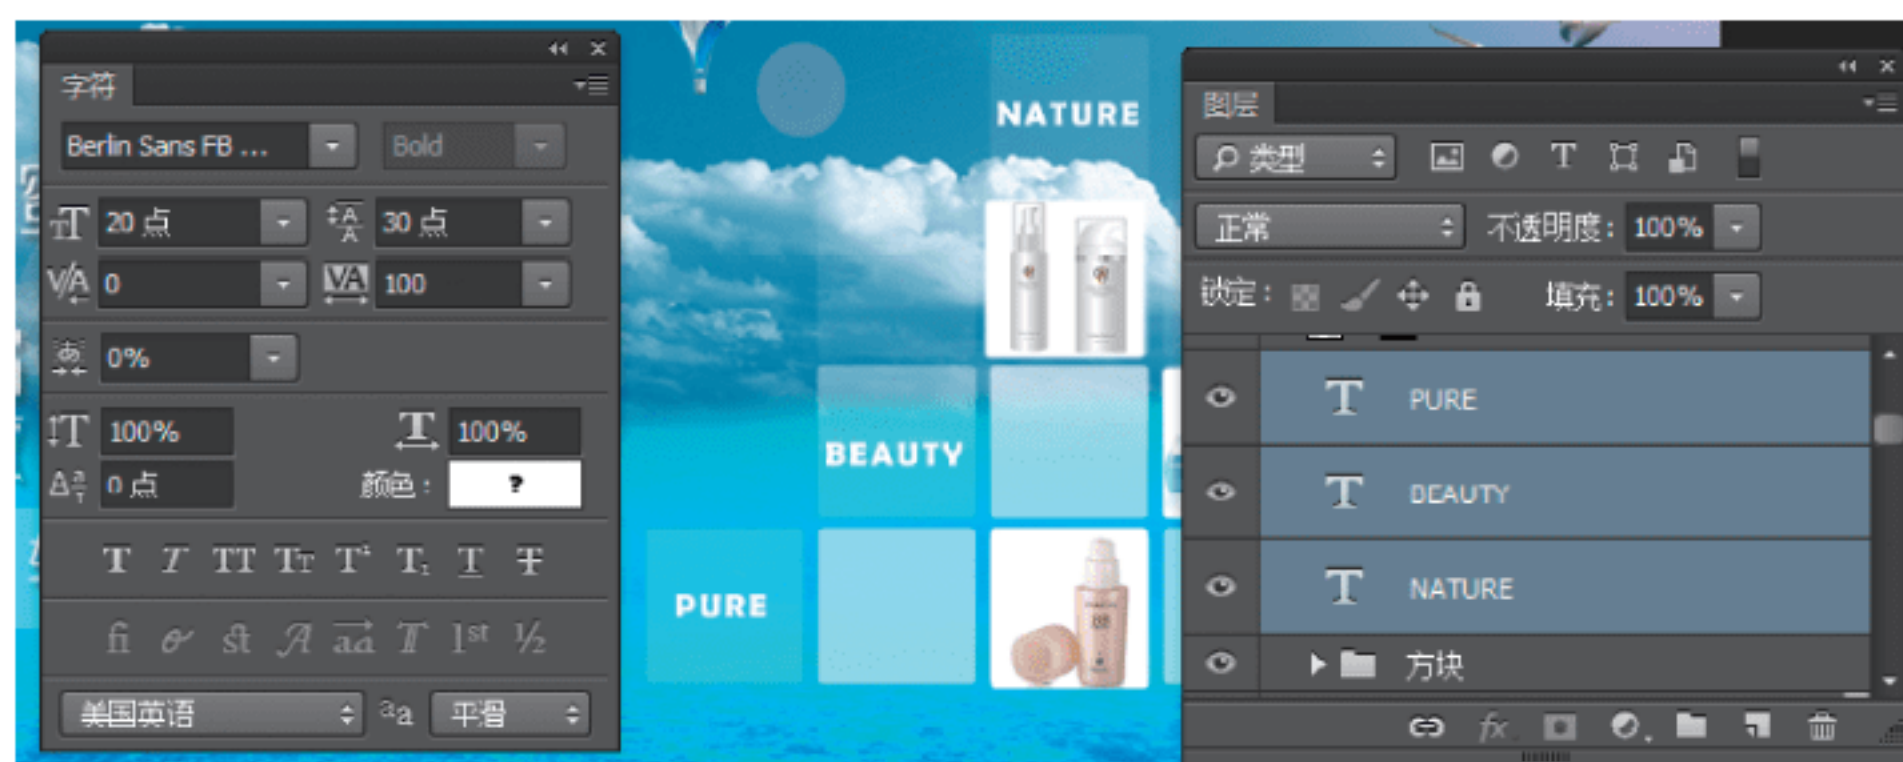 字符
Berlin Sans FB ...
Bold
20 点
30 点
0
100
0%
100%
100%
0 点
颜色：
?
T T TT Tr T¹ T₁ T T
fi st A aa T 1st ½
美国英语
aa
平滑
NATURE
BEAUTY
PURE
图层
类型
正常
不透明度：
100%
锁定：
填充：
100%
PURE
BEAUTY
NATURE
方块
fx